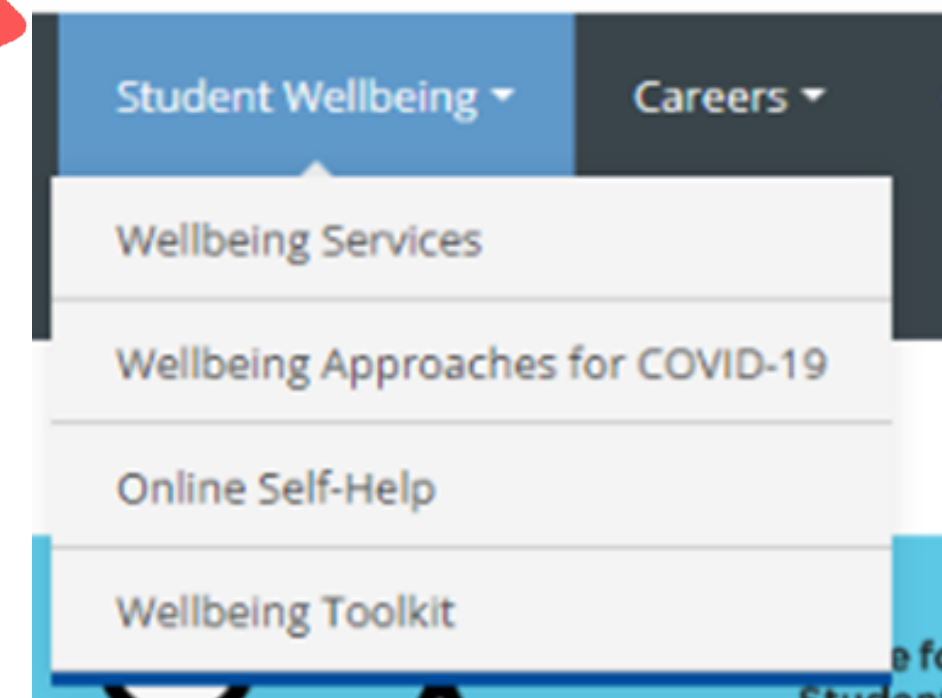 Student Wellbeing
Careers
Wellbeing Services
Wellbeing Approaches for COVID-19
Online Self-Help
Wellbeing Toolkit